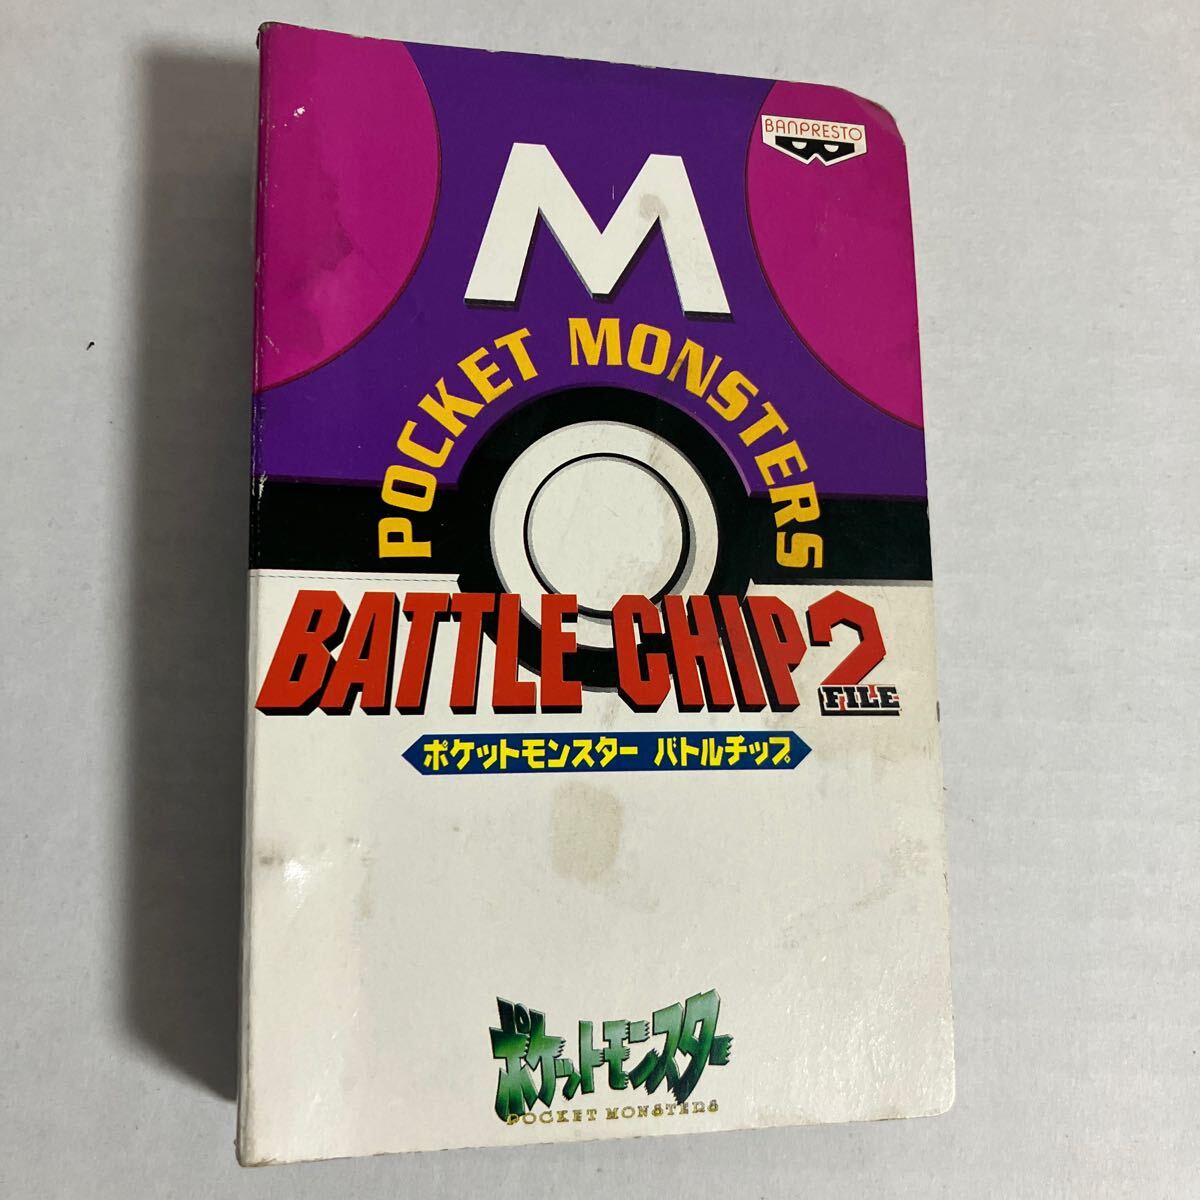 BANPRESTO
M
POCKET MONSTERS
BATTLE CHIP 2
FILE
ポケットモンスター バトルチップ
ポケットモンスター
POCKET MONSTERS